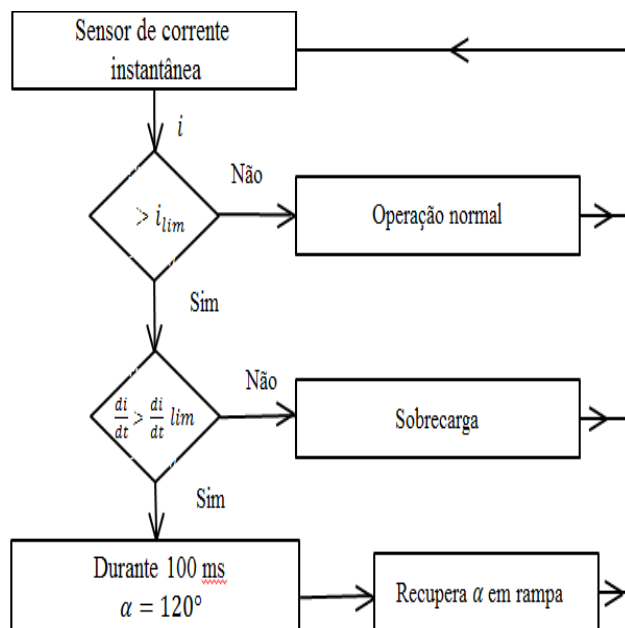 Sensor de corrente
instantânea
i
> i_lim
Não
Operação normal
Sim
di/dt > di/dt lim
Não
Sobrecarga
Sim
Durante 100 ms
α = 120°
Recupera α em rampa